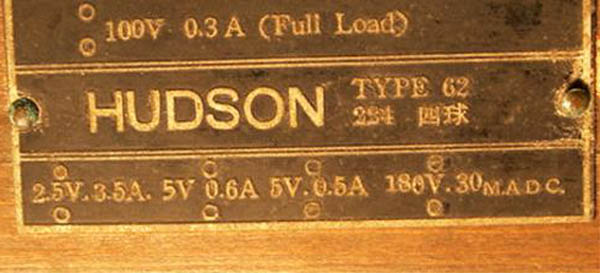 100V 0.3A (Full Load)
HUDSON TYPE 62
224 四球
2.5V.3.5A. 5V 0.6A 5V.0.5A 180V.30M.A.D.C.